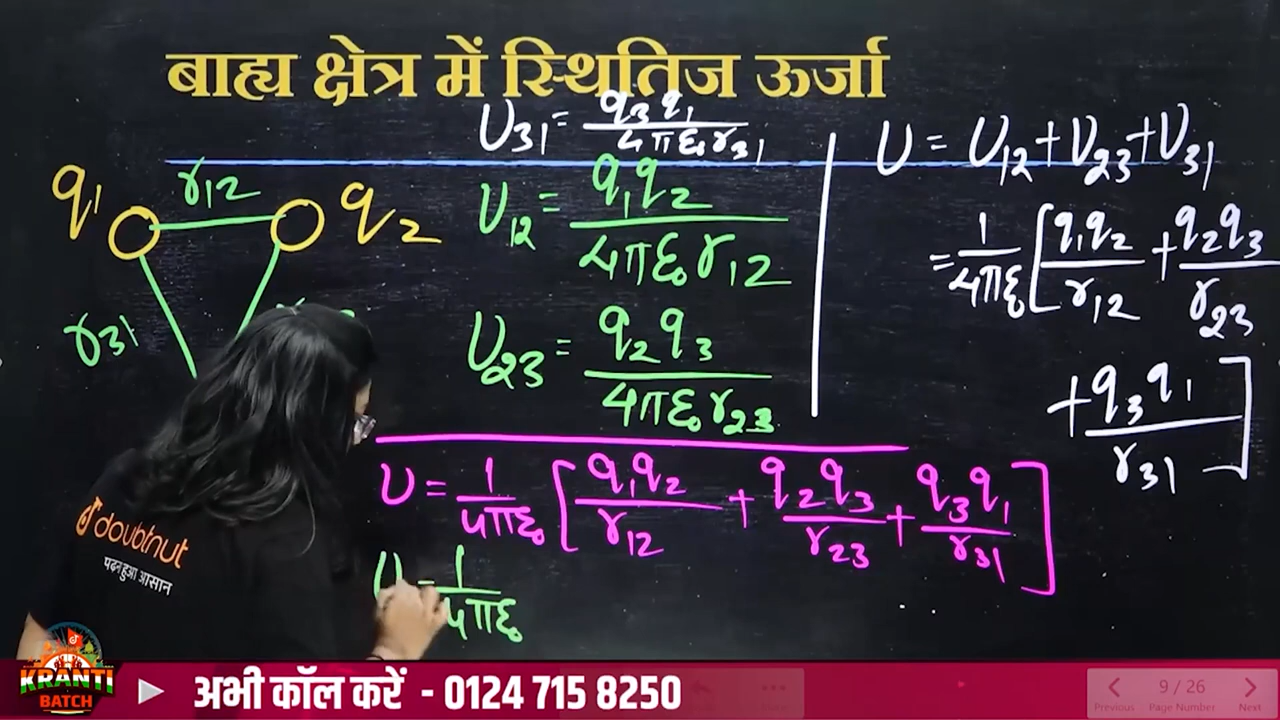 बाह्य क्षेत्र में स्थितिज ऊर्जा
U₃₁ = q₃q₁ / 4πε₀r₃₁
q₁ r₁₂ q₂
U₁₂ = q₁q₂ / 4πε₀r₁₂
r₃₁
U₂₃ = q₂q₃ / 4πε₀r₂₃
U = U₁₂ + U₂₃ + U₃₁
= 1/4πε₀ [ q₁q₂/r₁₂ + q₂q₃/r₂₃
+ q₃q₁/r₃₁ ]
U = 1/4πε₀ [ q₁q₂/r₁₂ + q₂q₃/r₂₃ + q₃q₁/r₃₁ ]
U = 1/4πε₀
doubtnut
पढ़ना हुआ आसान
KRANTI
BATCH
अभी कॉल करें - 0124 715 8250
9 / 26
Previous Page Number Next